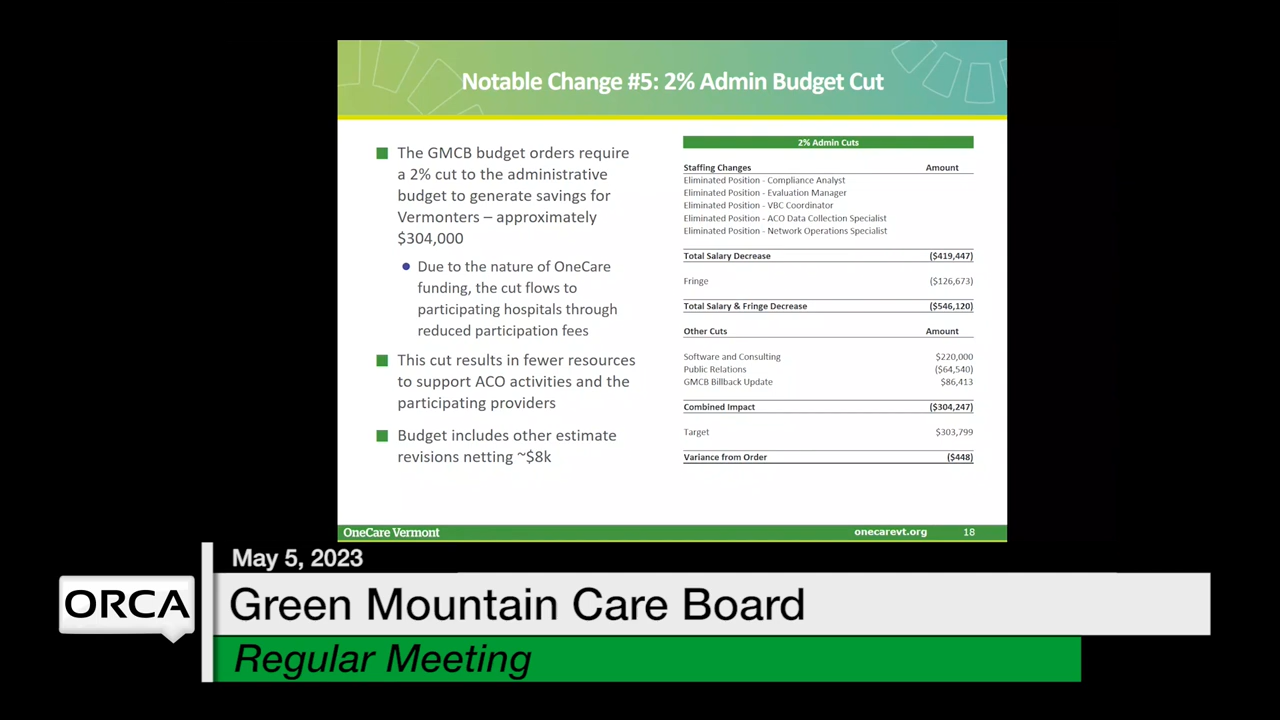 Notable Change #5: 2% Admin Budget Cut
The GMCB budget orders require
a 2% cut to the administrative
budget to generate savings for
Vermonters – approximately
$304,000
Due to the nature of OneCare
funding, the cut flows to
participating hospitals through
reduced participation fees
This cut results in fewer resources
to support ACO activities and the
participating providers
Budget includes other estimate
revisions netting ~$8k
2% Admin Cuts
Staffing Changes Amount
Eliminated Position - Compliance Analyst
Eliminated Position - Evaluation Manager
Eliminated Position - VBC Coordinator
Eliminated Position - ACO Data Collection Specialist
Eliminated Position - Network Operations Specialist
Total Salary Decrease ($419,447)
Fringe ($126,673)
Total Salary & Fringe Decrease ($546,120)
Other Cuts Amount
Software and Consulting $220,000
Public Relations ($64,540)
GMCB Billback Update $86,413
Combined Impact ($304,247)
Target $303,799
Variance from Order ($448)
OneCare Vermont onecarevt.org 18
May 5, 2023
ORCA
Green Mountain Care Board
Regular Meeting